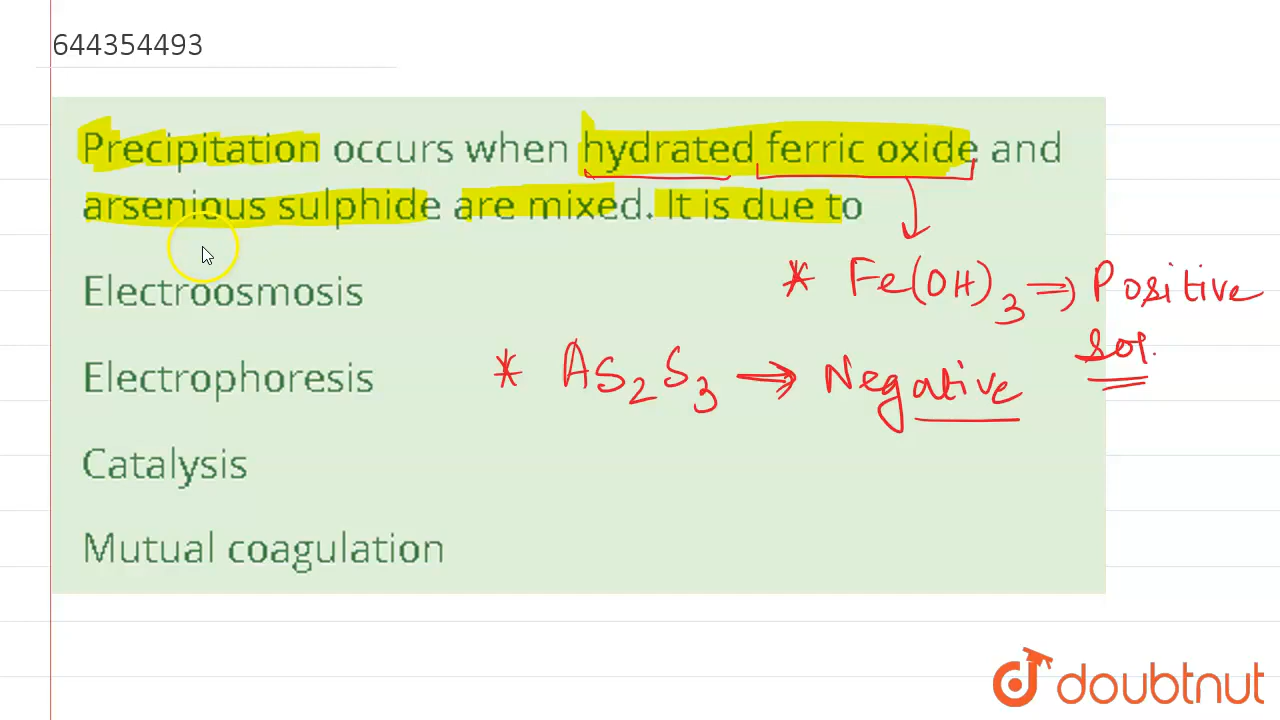 644354493
Precipitation occurs when hydrated ferric oxide and
arsenious sulphide are mixed. It is due to
Electroosmosis
* Fe(OH)3 => Positive
sol.
Electrophoresis
* As2S3 → Negative
Catalysis
Mutual coagulation
doubtnut